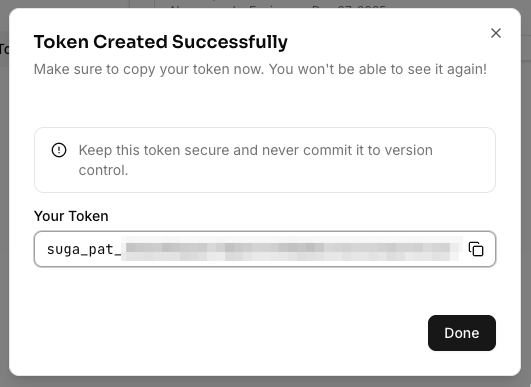 Token Created Successfully
Make sure to copy your token now. You won't be able to see it again!
Keep this token secure and never commit it to version
control.
Your Token
suga_pat_
Done